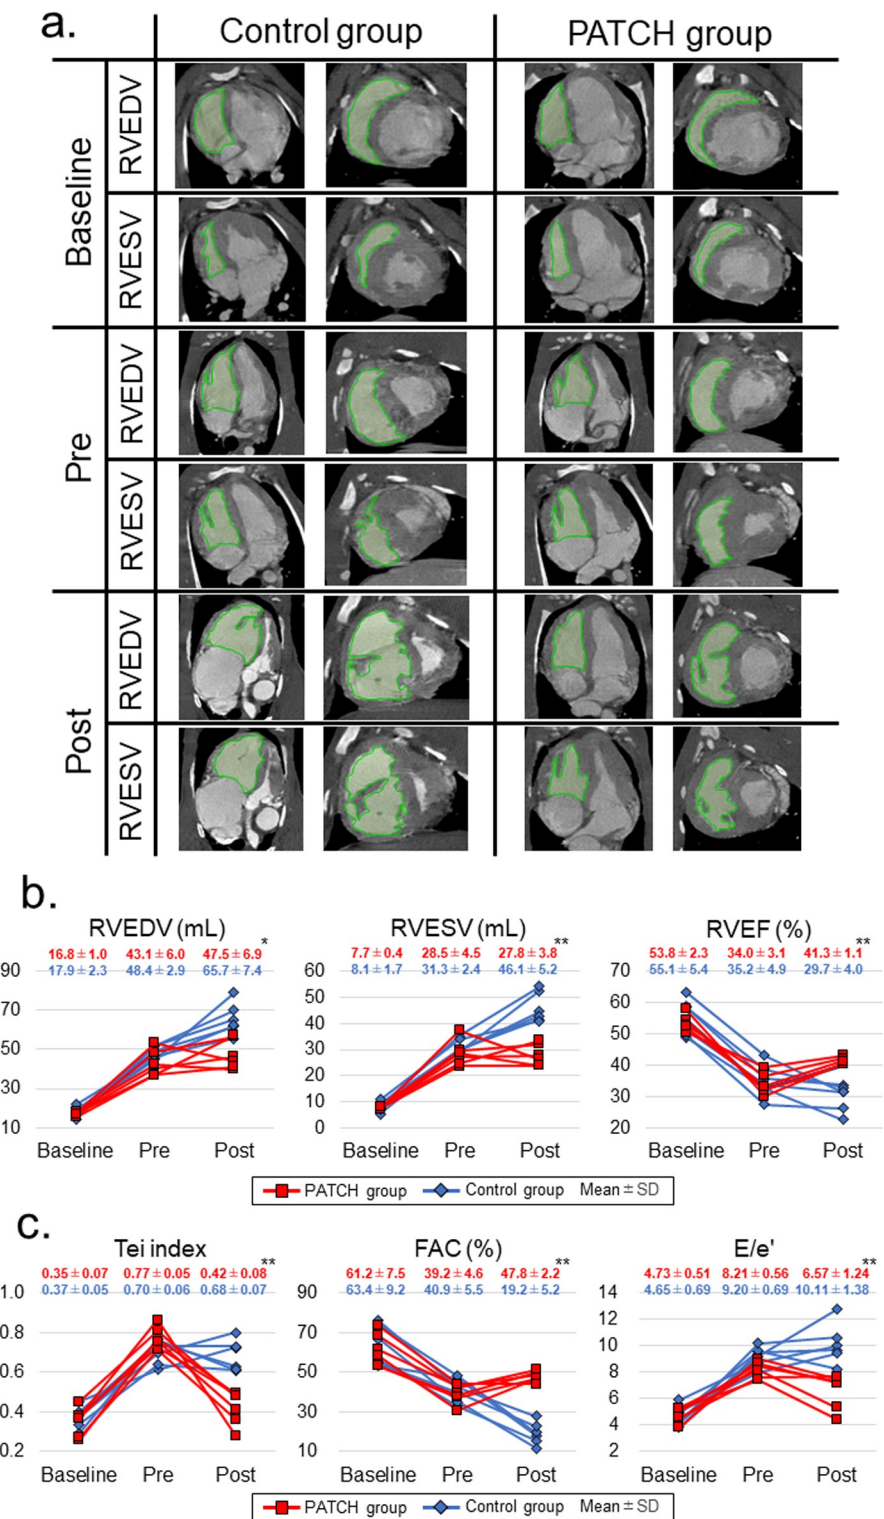 a.
Control group PATCH group
Baseline
RVEDV
RVESV
Pre
RVEDV
RVESV
Post
RVEDV
RVESV
b.
RVEDV (mL)
16.8 ± 1.0 43.1 ± 6.0 47.5 ± 6.9 *
17.9 ± 2.3 48.4 ± 2.9 65.7 ± 7.4
90
70
50
30
10
Baseline Pre Post
RVESV (mL)
7.7 ± 0.4 28.5 ± 4.5 27.8 ± 3.8 **
8.1 ± 1.7 31.3 ± 2.4 46.1 ± 5.2
60
50
40
30
20
10
0
Baseline Pre Post
RVEF (%)
53.8 ± 2.3 34.0 ± 3.1 41.3 ± 1.1 **
55.1 ± 5.4 35.2 ± 4.9 29.7 ± 4.0
70
60
50
40
30
20
Baseline Pre Post
PATCH group Control group Mean ± SD
c.
Tei index
0.35 ± 0.07 0.77 ± 0.05 0.42 ± 0.08 **
0.37 ± 0.05 0.70 ± 0.06 0.68 ± 0.07
1.0
0.8
0.6
0.4
0.2
Baseline Pre Post
FAC (%)
61.2 ± 7.5 39.2 ± 4.6 47.8 ± 2.2 **
63.4 ± 9.2 40.9 ± 5.5 19.2 ± 5.2
90
70
50
30
10
Baseline Pre Post
E/e'
4.73 ± 0.51 8.21 ± 0.56 6.57 ± 1.24 **
4.65 ± 0.69 9.20 ± 0.69 10.11 ± 1.38
14
12
10
8
6
4
2
Baseline Pre Post
PATCH group Control group Mean ± SD